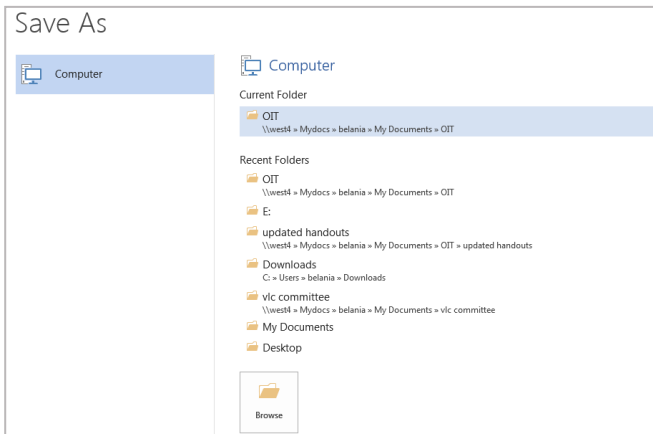 Save As
Computer
Computer
Current Folder
OIT
\\west4 » Mydocs » belania » My Documents » OIT
Recent Folders
OIT
\\west4 » Mydocs » belania » My Documents » OIT
E:
updated handouts
\\west4 » Mydocs » belania » My Documents » OIT » updated handouts
Downloads
C: » Users » belania » Downloads
vlc committee
\\west4 » Mydocs » belania » My Documents » vlc committee
My Documents
Desktop
Browse